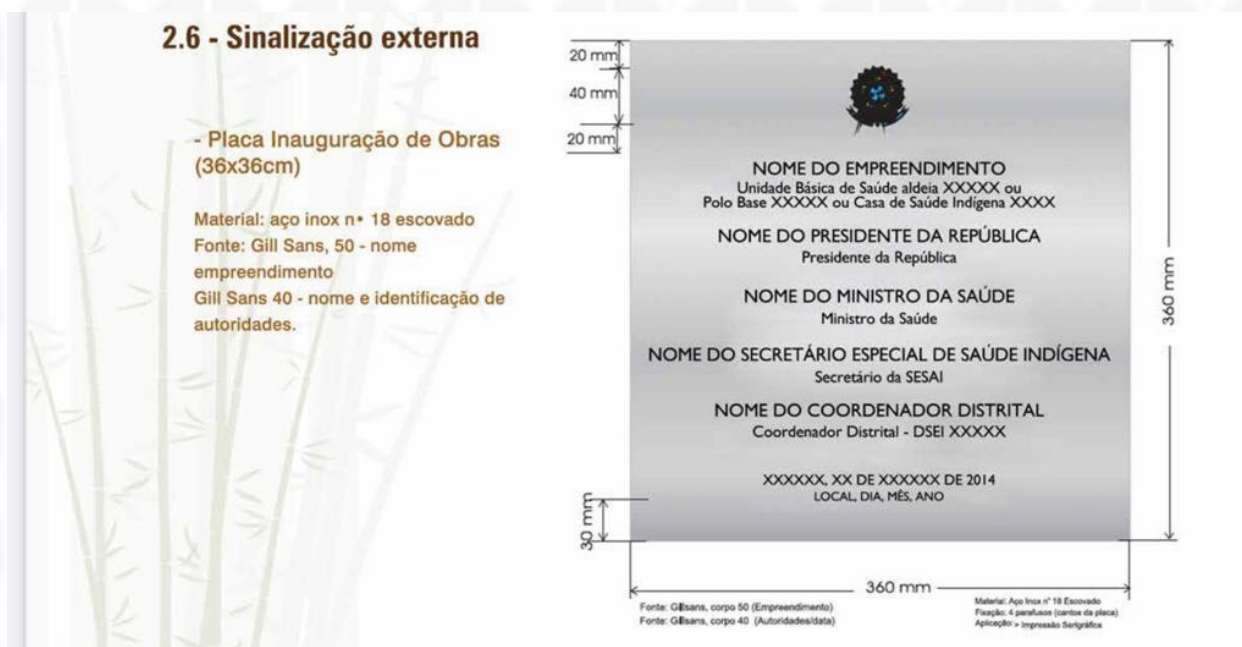 2.6 - Sinalização externa
- Placa Inauguração de Obras
(36x36cm)
Material: aço inox n• 18 escovado
Fonte: Gill Sans, 50 - nome
empreendimento
Gill Sans 40 - nome e identificação de
autoridades.
20 mm
40 mm
20 mm
NOME DO EMPREENDIMENTO
Unidade Básica de Saúde aldeia XXXXX ou
Polo Base XXXXX ou Casa de Saúde Indígena XXXX
NOME DO PRESIDENTE DA REPÚBLICA
Presidente da República
NOME DO MINISTRO DA SAÚDE
Ministro da Saúde
NOME DO SECRETÁRIO ESPECIAL DE SAÚDE INDÍGENA
Secretário da SESAI
NOME DO COORDENADOR DISTRITAL
Coordenador Distrital - DSEI XXXXX
XXXXXX, XX DE XXXXXX DE 2014
LOCAL, DIA, MÊS, ANO
360 mm
30 mm
360 mm
Fonte: Gillsans, corpo 50 (Empreendimento)
Fonte: Gillsans, corpo 40 (Autoridades/data)
Material: Aço Inox n° 18 Escovado
Fixação: 4 parafusos (cantos da placa)
Aplicação: > Impressão Serigráfica